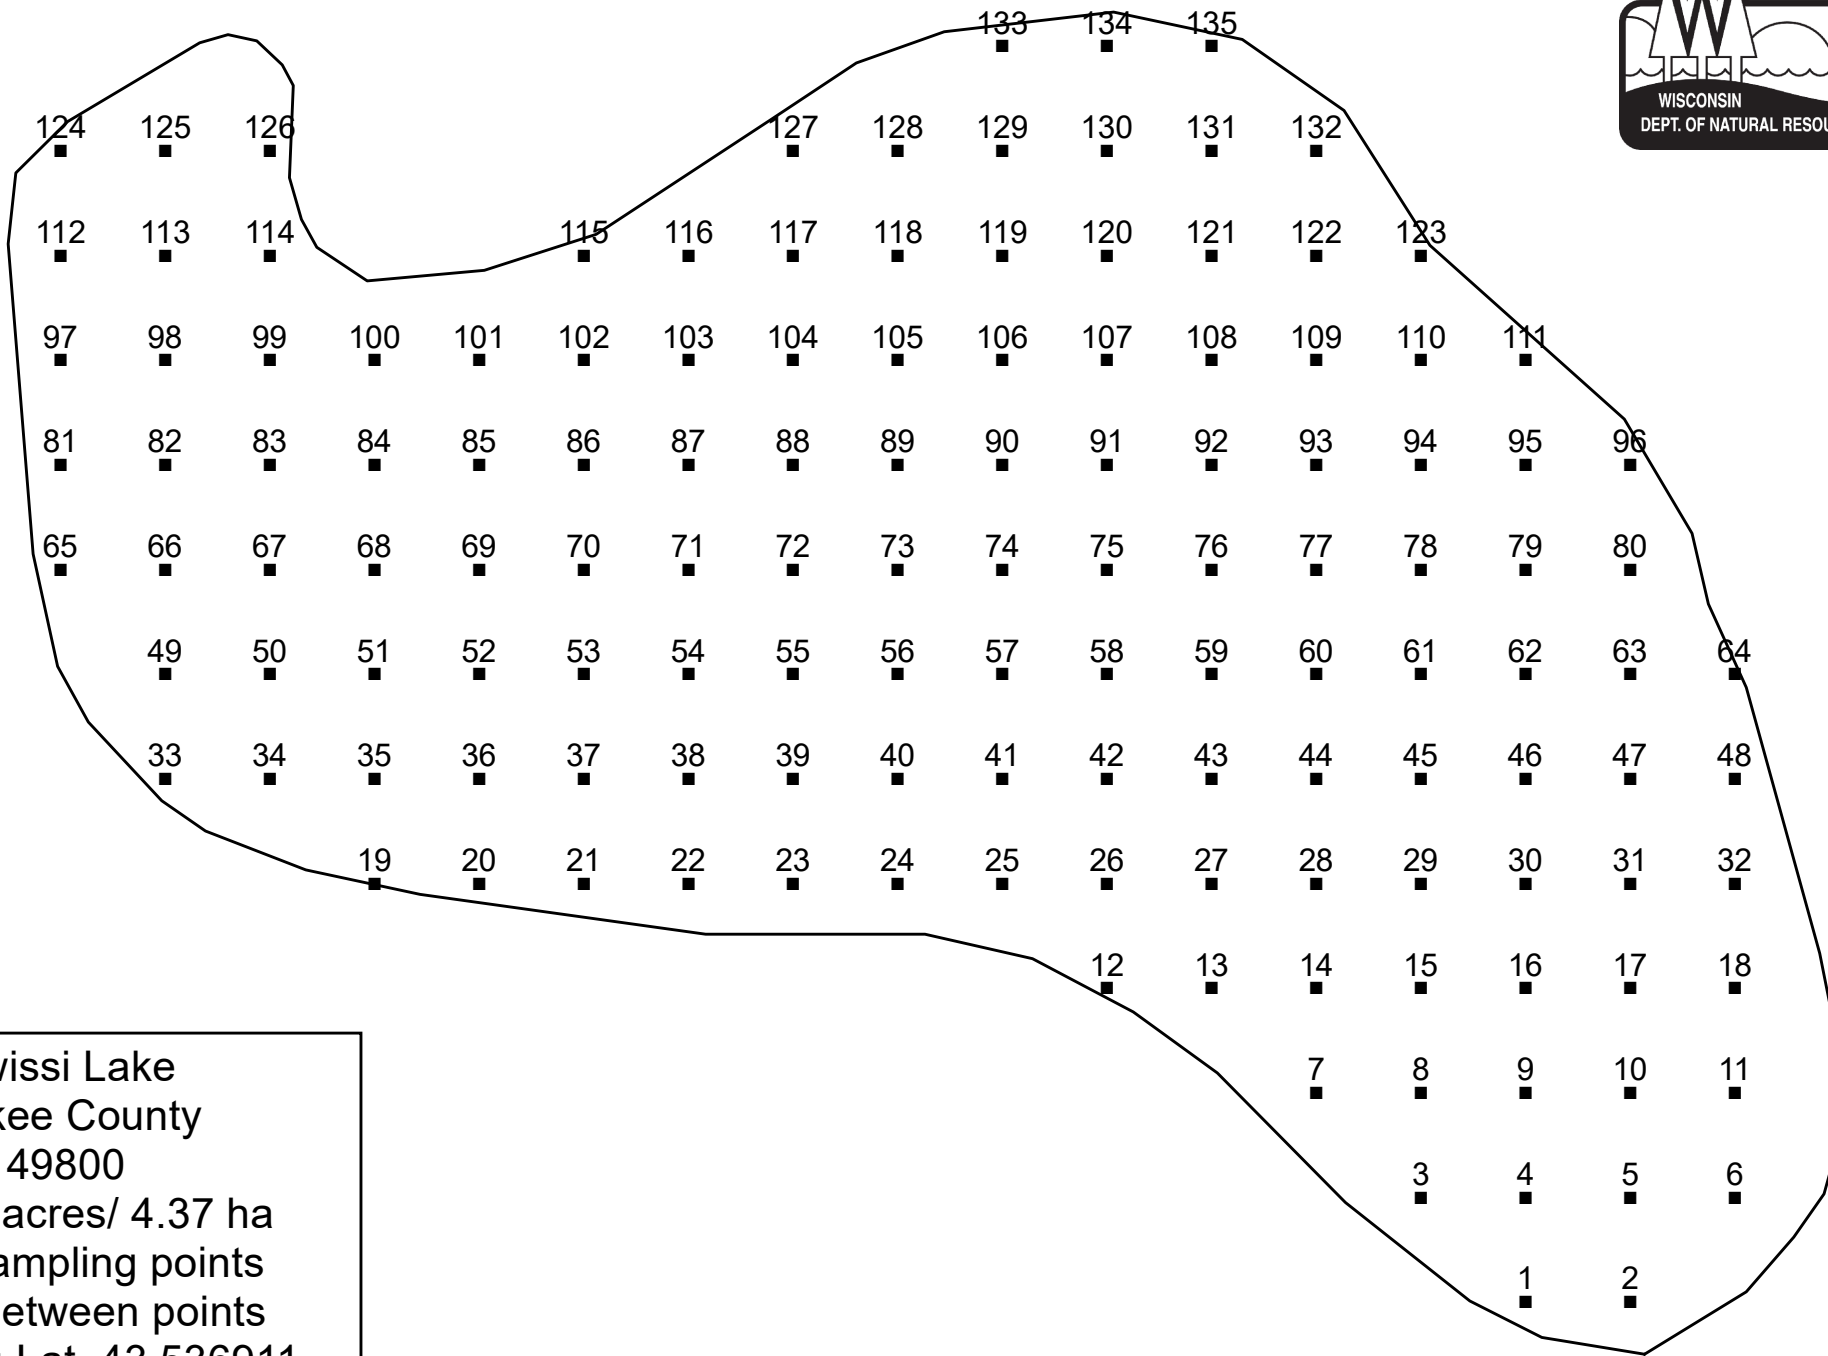 133 134 135
WISCONSIN
DEPT. OF NATURAL
124 125 126 127 128 129 130 131 132
112 113 114 115 116 117 118 119 120 121 122 123
97 98 99 100 101 102 103 104 105 106 107 108 109 110 111
81 82 83 84 85 86 87 88 89 90 91 92 93 94 95 96
65 66 67 68 69 70 71 72 73 74 75 76 77 78 79 80
49 50 51 52 53 54 55 56 57 58 59 60 61 62 63 64
33 34 35 36 37 38 39 40 41 42 43 44 45 46 47 48
19 20 21 22 23 24 25 26 27 28 29 30 31 32
12 13 14 15 16 17 18
7 8 9 10 11
3 4 5 6
1 2
Lake
County
49800
acres/ 4.37 ha
points
between points
Lat. 43.536911